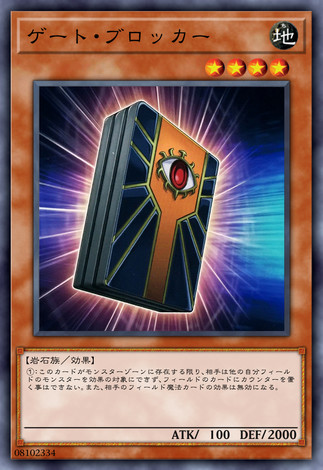 ゲート・ブロッカー
地
【岩石族／効果】
①:このカードがモンスターゾーンに存在する限り、相手は他の自分フィール
ドのモンスターを効果の対象にできず、フィールドのカードにカウンターを置
く事はできない。また、相手のフィールド魔法カードの効果は無効になる。
ATK/ 100 DEF/2000
08102334